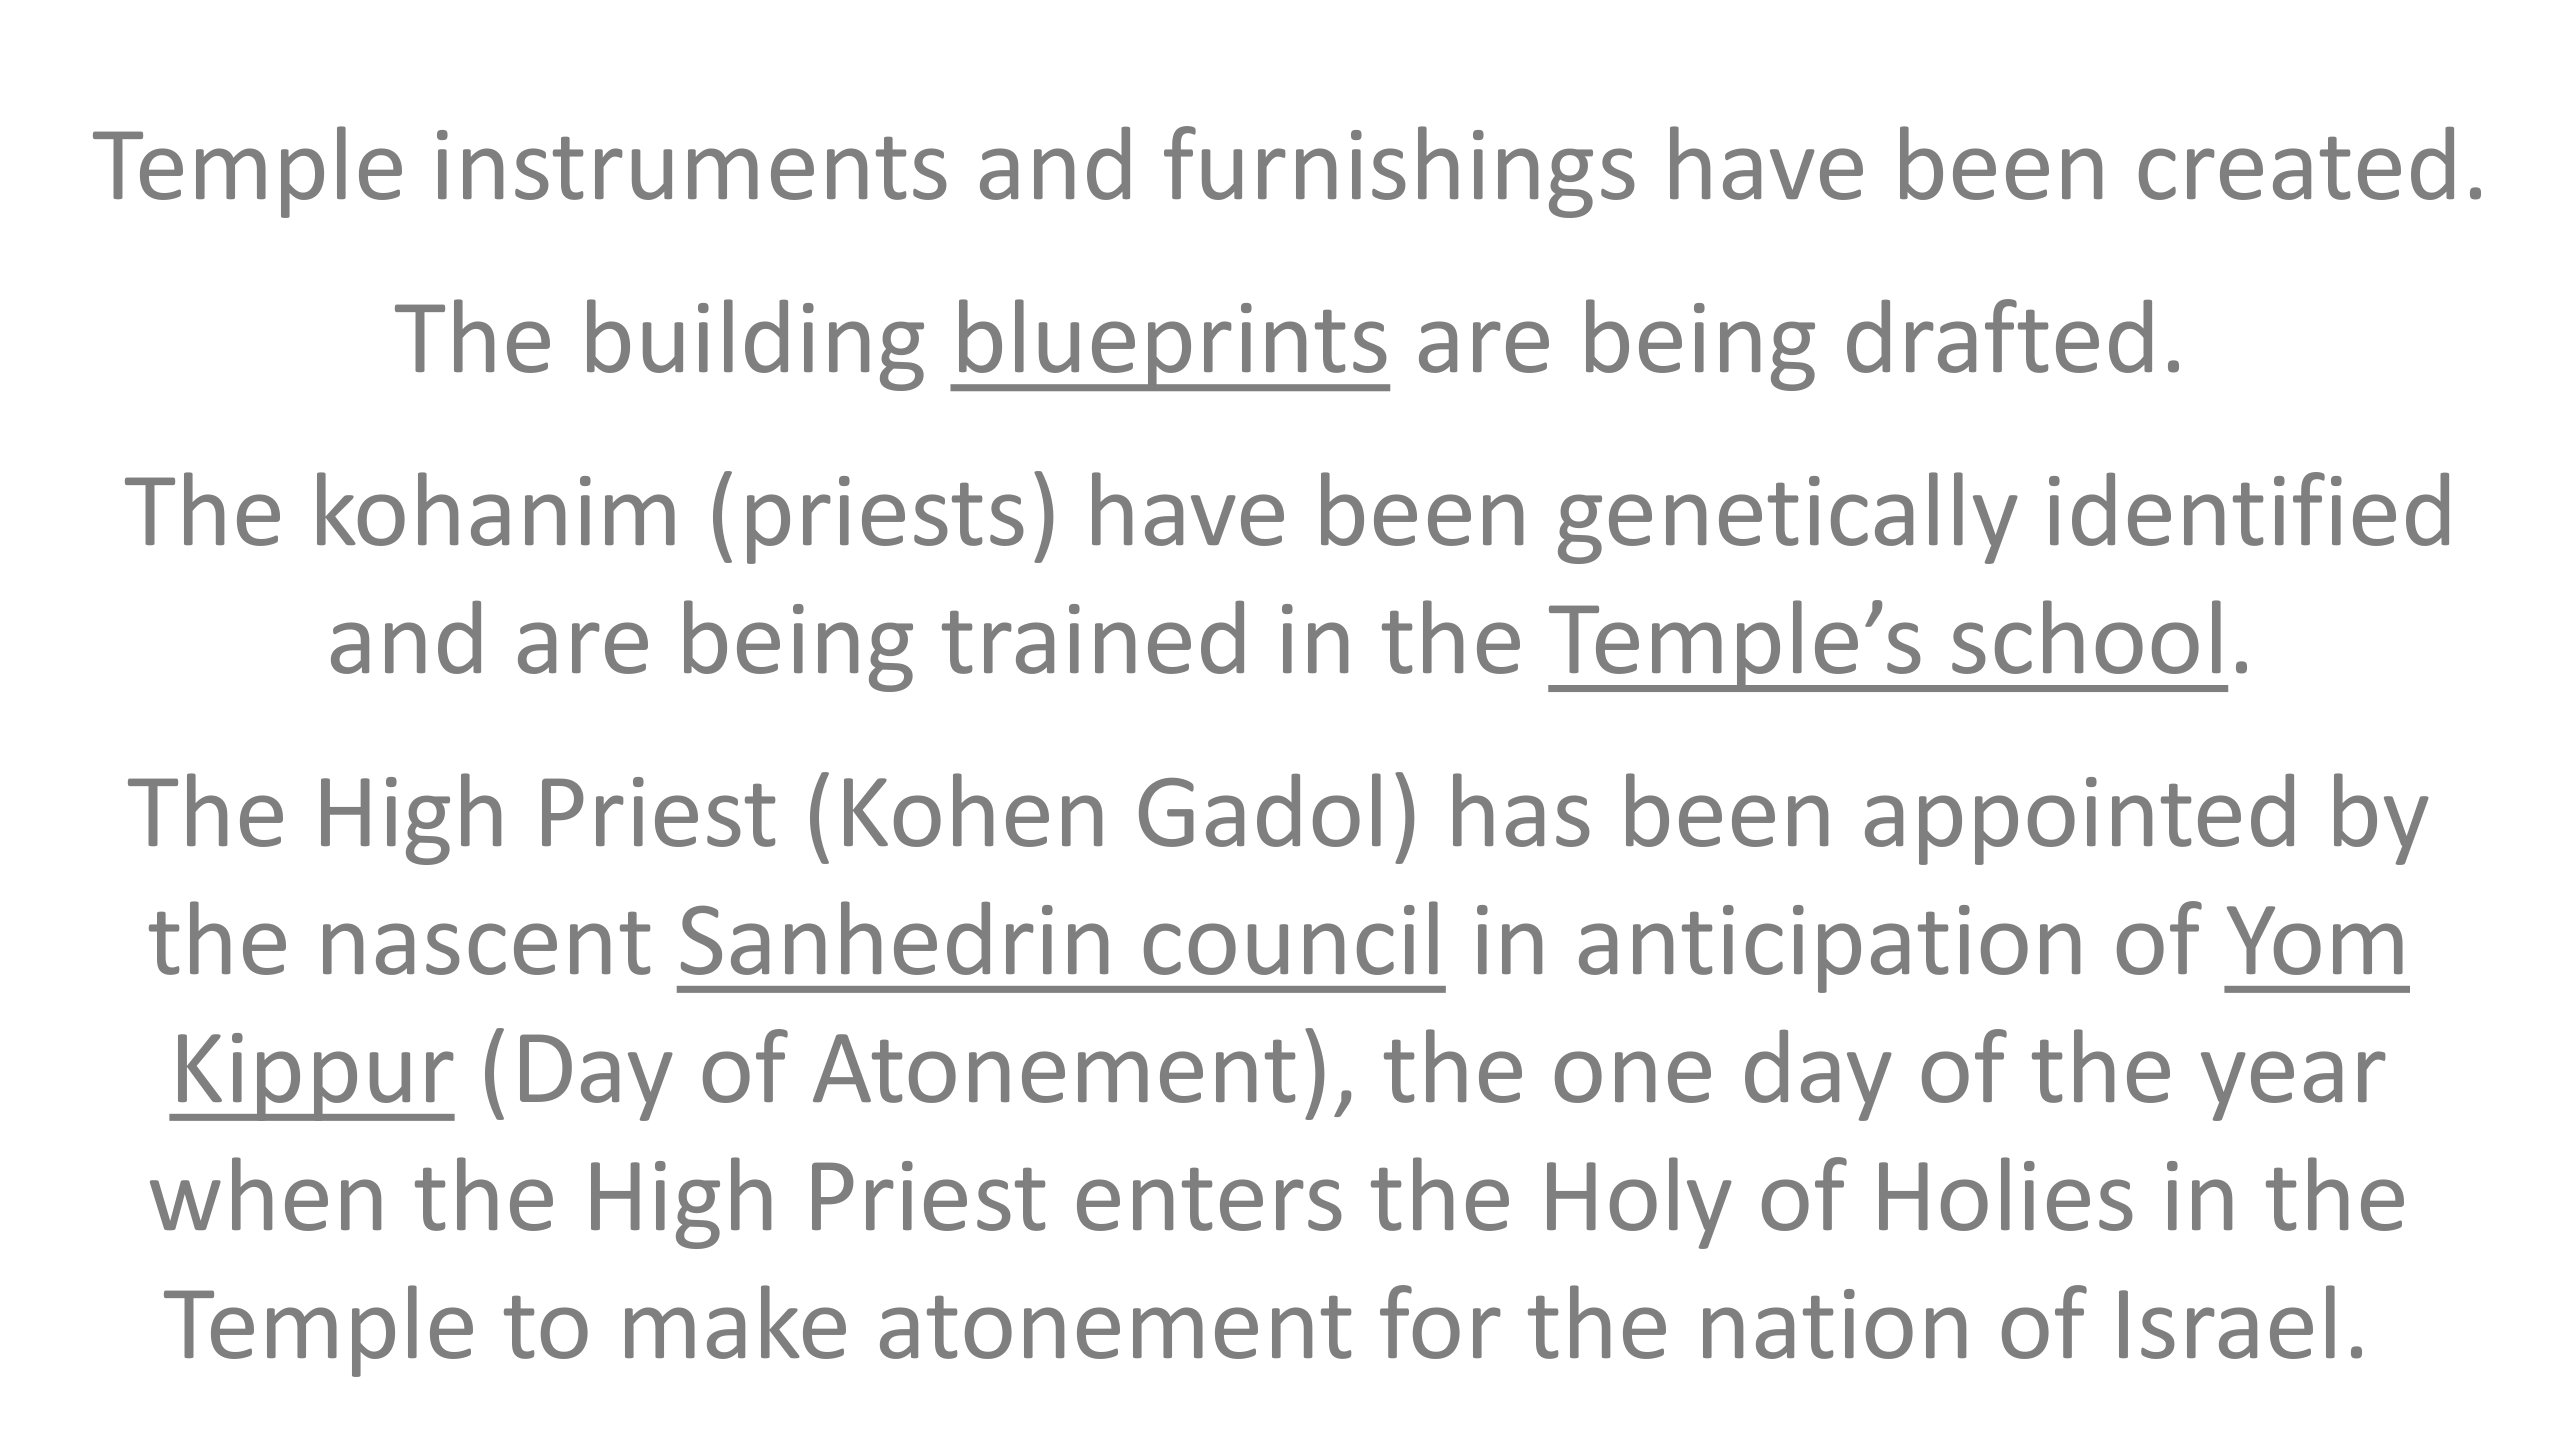 Temple instruments and furnishings have been created.
The building blueprints are being drafted.
The kohanim (priests) have been genetically identified
and are being trained in the Temple’s school.
The High Priest (Kohen Gadol) has been appointed by
the nascent Sanhedrin council in anticipation of Yom
Kippur (Day of Atonement), the one day of the year
when the High Priest enters the Holy of Holies in the
Temple to make atonement for the nation of Israel.